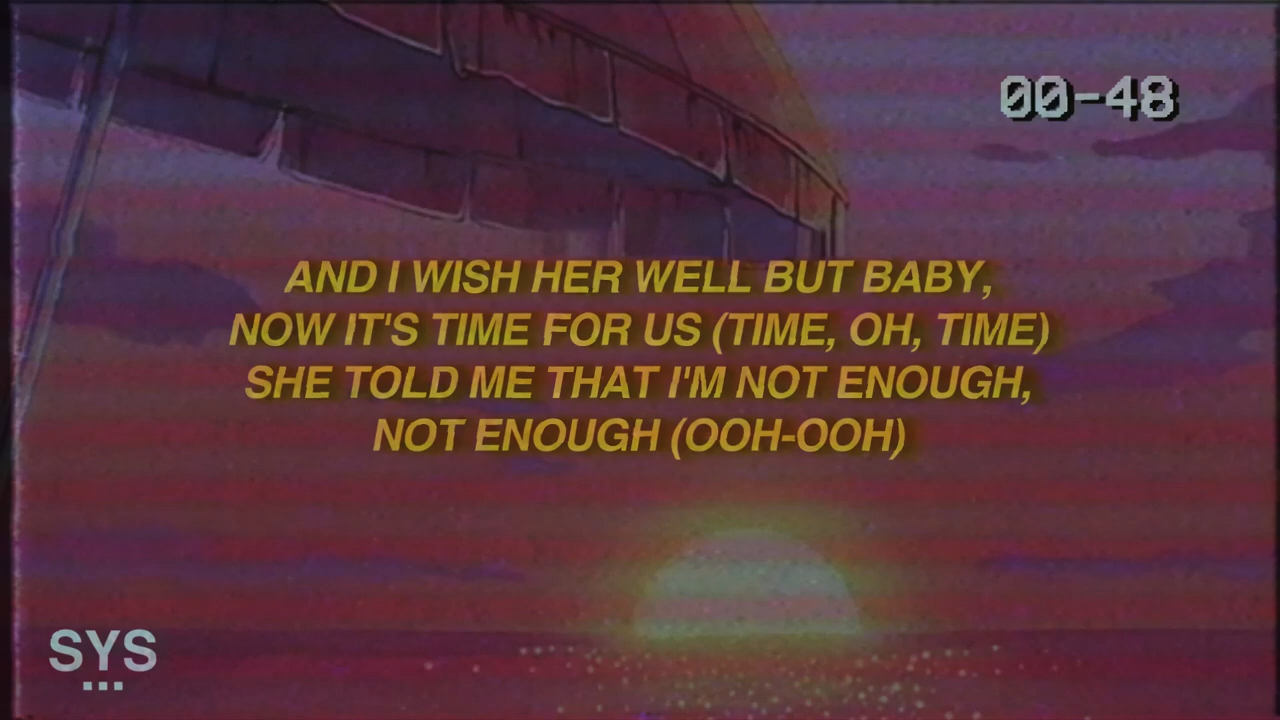 00-48
AND I WISH HER WELL BUT BABY,
NOW IT'S TIME FOR US (TIME, OH, TIME)
SHE TOLD ME THAT I'M NOT ENOUGH,
NOT ENOUGH (OOH-OOH)
SYS